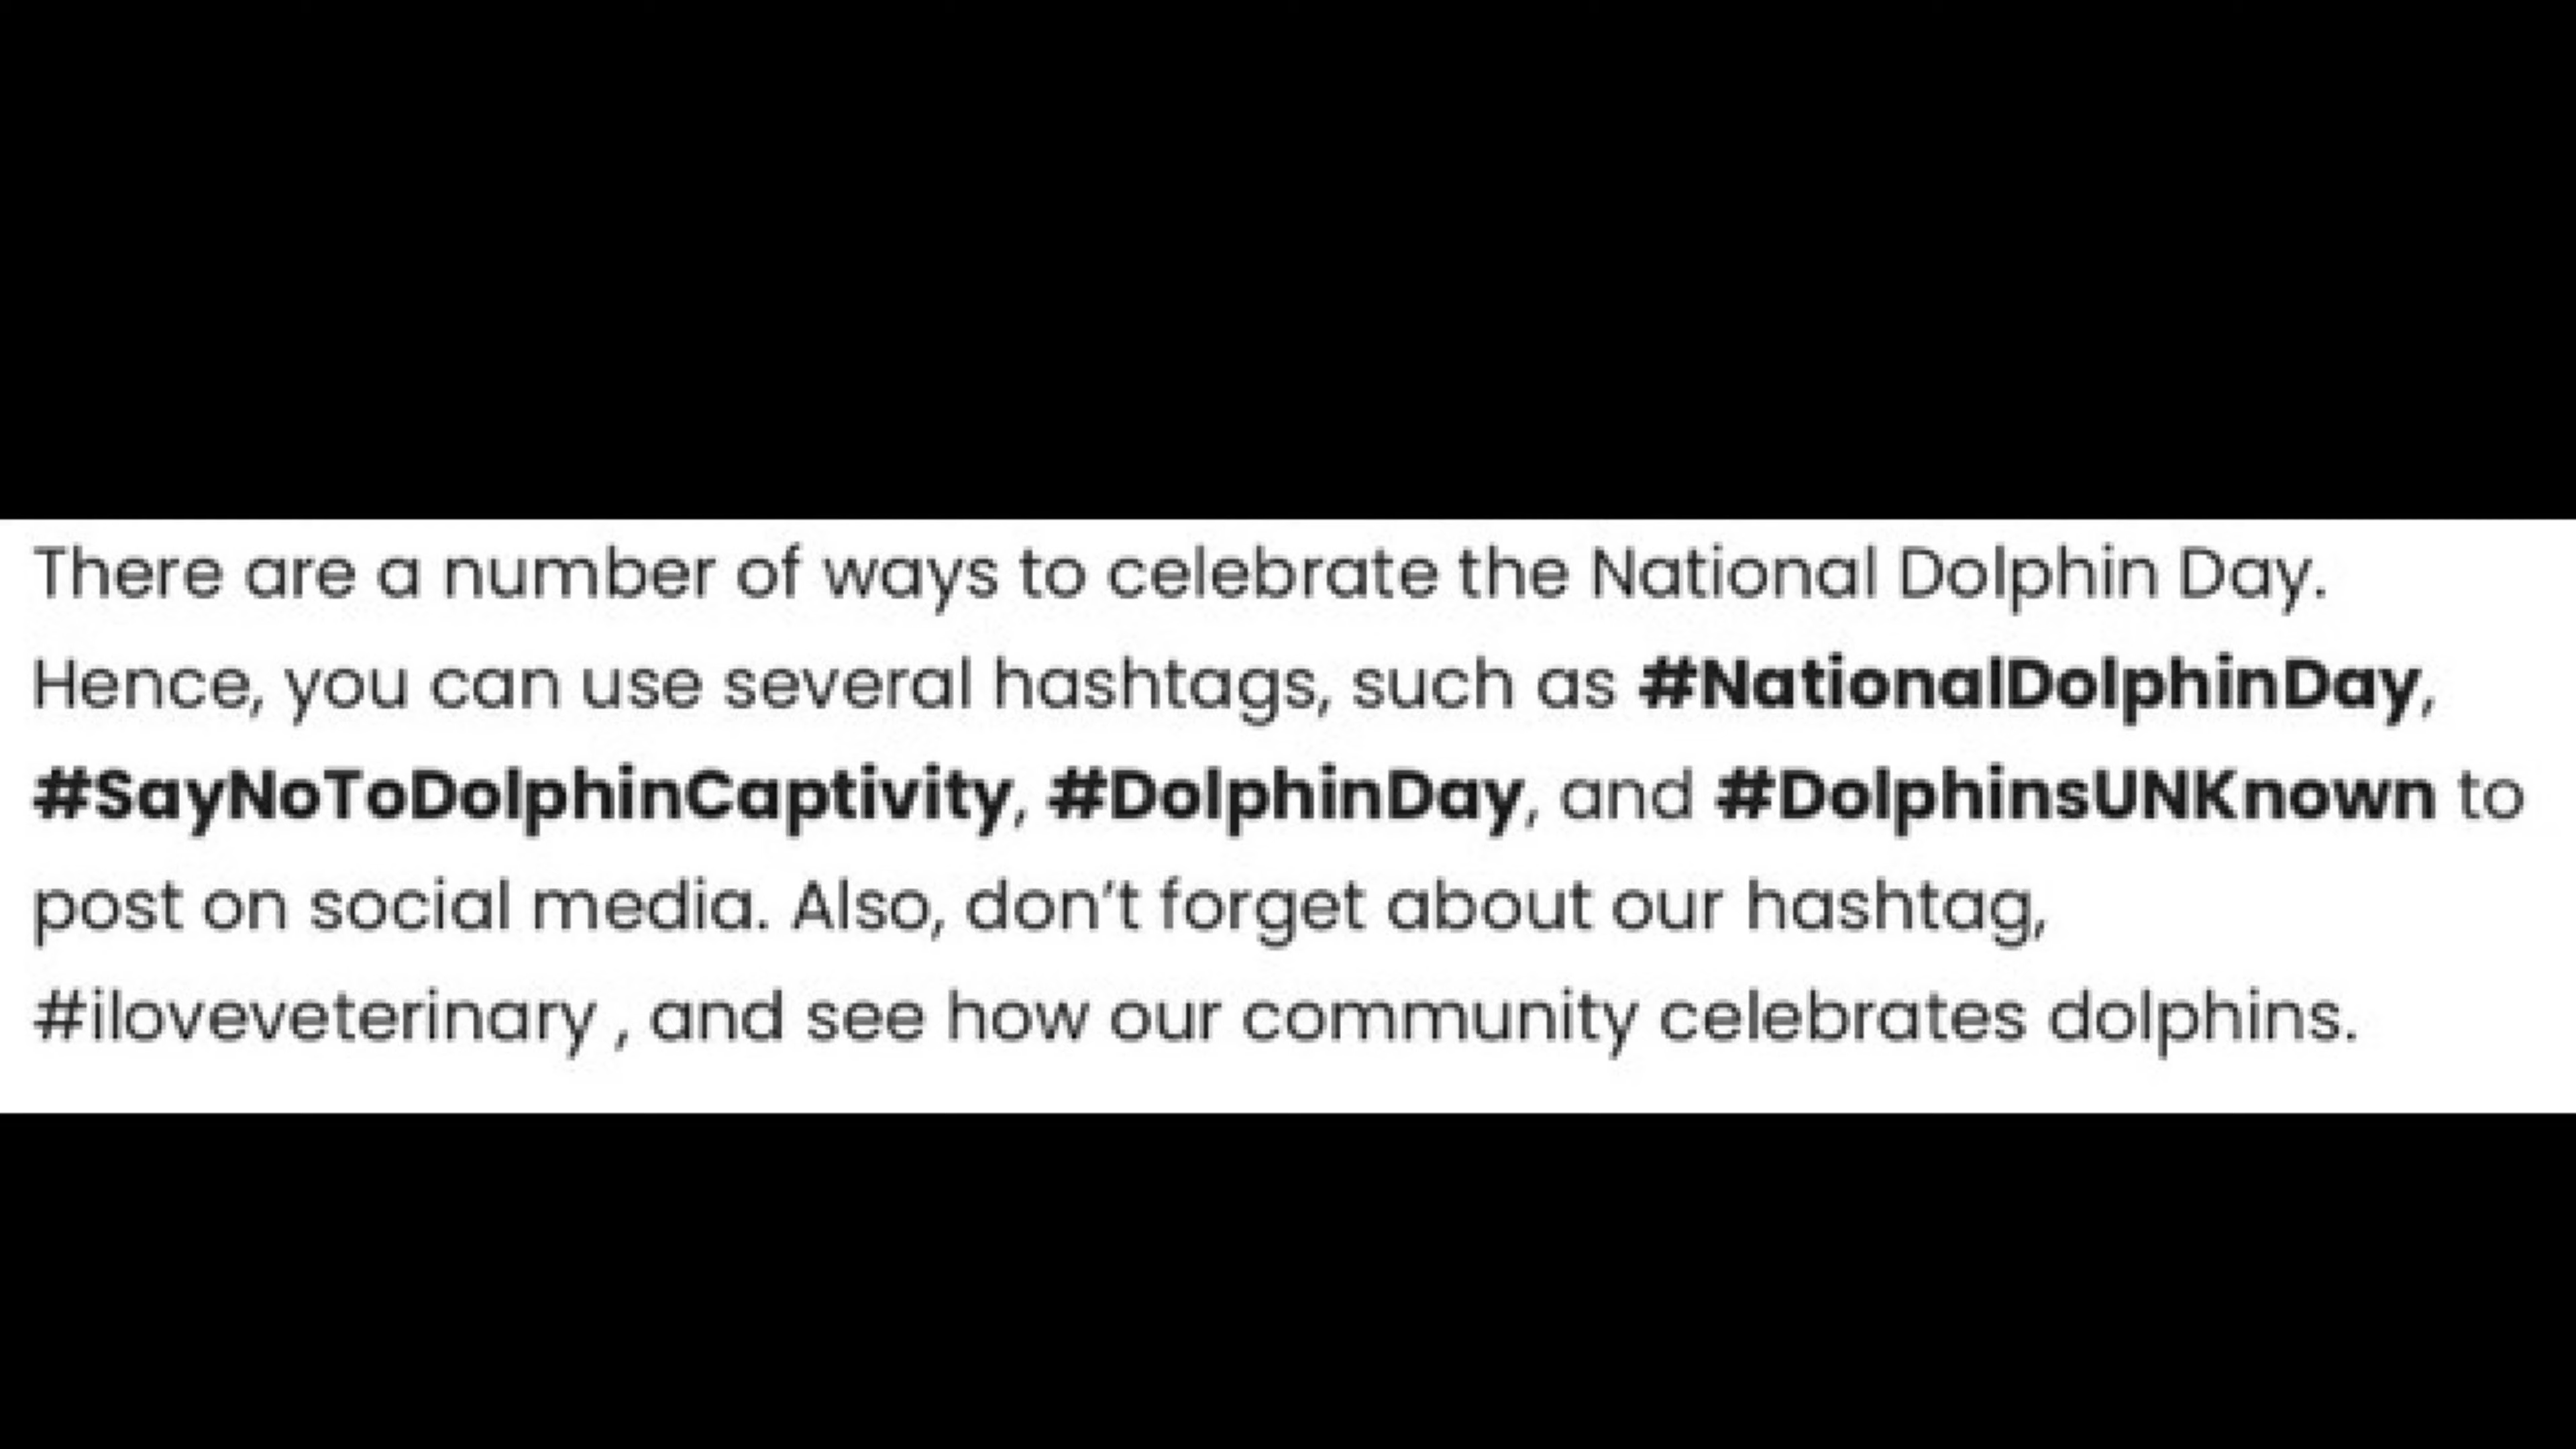 There are a number of ways to celebrate the National Dolphin Day.
Hence, you can use several hashtags, such as #NationalDolphinDay,
#SayNoToDolphinCaptivity, #DolphinDay, and #DolphinsUNKnown to
post on social media. Also, don’t forget about our hashtag,
#iloveveterinary , and see how our community celebrates dolphins.